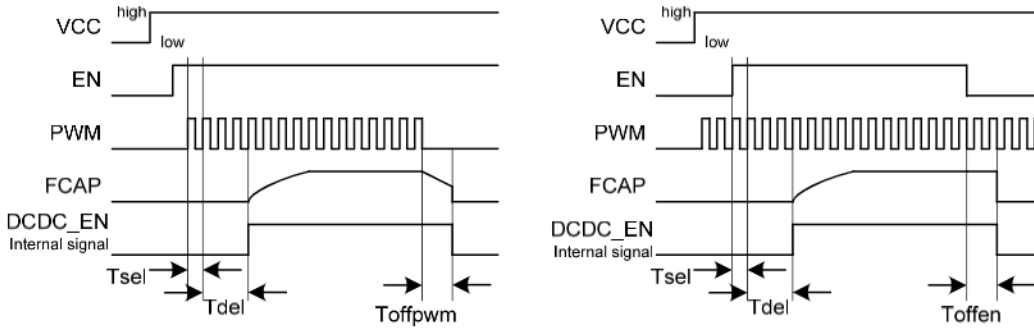 VCC
high
low
EN
PWM
FCAP
DCDC_EN
Internal signal
Tsel
Tdel
Toffpwm
VCC
high
low
EN
PWM
FCAP
DCDC_EN
Internal signal
Tsel
Tdel
Toffen